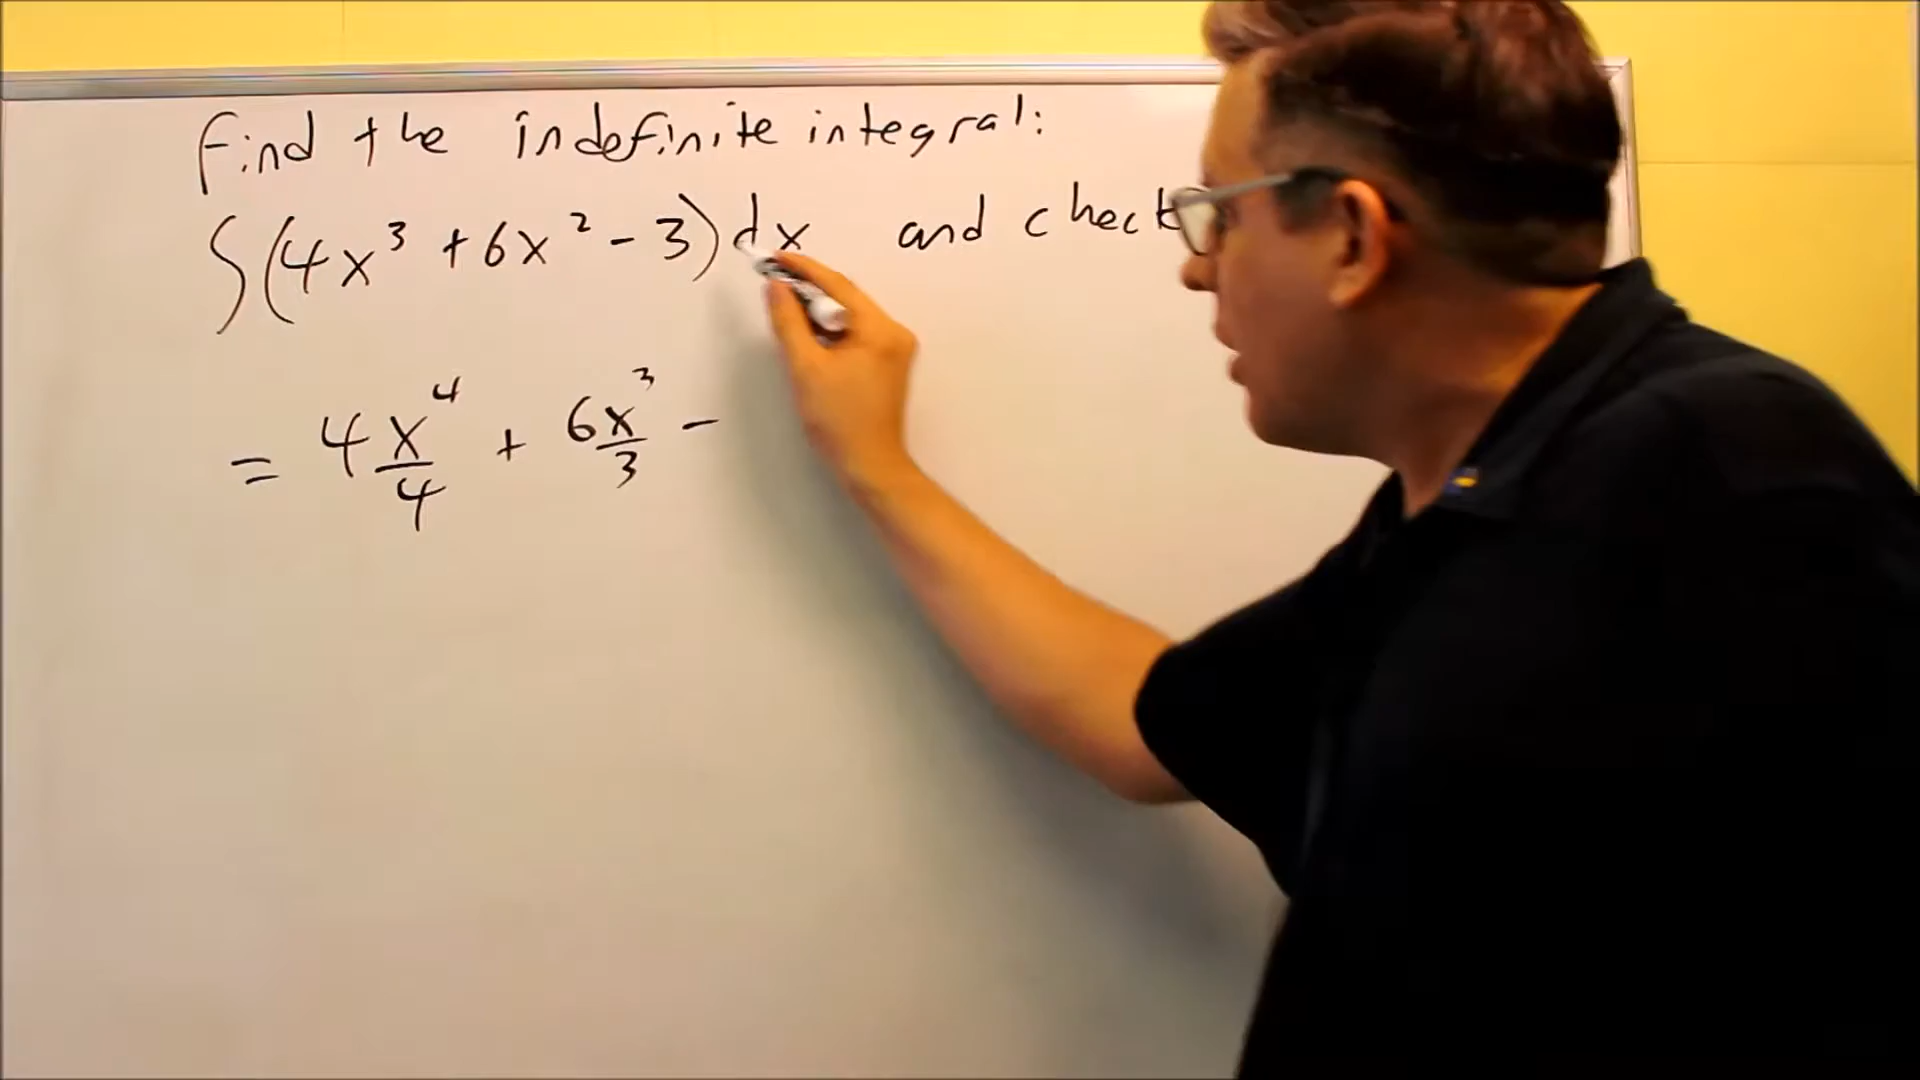 Find the indefinite integral:
∫(4x³ + 6x² - 3)dx and check
= 4 x⁴/4 + 6 x³/3 -